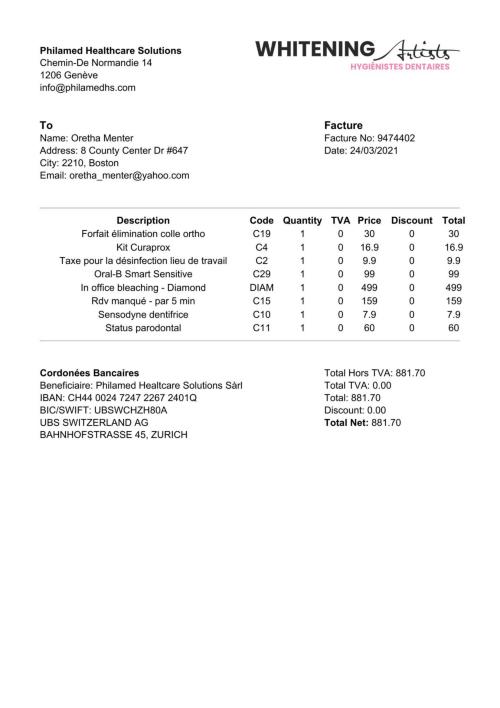 Philamed Healthcare Solutions
Chemin-De Normandie 14
1206 Genève
info@philamedhs.com
WHITENING Artists
HYGIÉNISTES DENTAIRES
To
Name: Oretha Menter
Address: 8 County Center Dr #647
City: 2210, Boston
Email: oretha_menter@yahoo.com
Facture
Facture No: 9474402
Date: 24/03/2021
Description Code Quantity TVA Price Discount Total
Forfait élimination colle ortho C19 1 0 30 0 30
Kit Curaprox C4 1 0 16.9 0 16.9
Taxe pour la désinfection lieu de travail C2 1 0 9.9 0 9.9
Oral-B Smart Sensitive C29 1 0 99 0 99
In office bleaching - Diamond DIAM 1 0 499 0 499
Rdv manqué - par 5 min C15 1 0 159 0 159
Sensodyne dentifrice C10 1 0 7.9 0 7.9
Status parodontal C11 1 0 60 0 60
Cordonées Bancaires
Beneficiaire: Philamed Healtcare Solutions Sàrl
IBAN: CH44 0024 7247 2267 2401Q
BIC/SWIFT: UBSWCHZH80A
UBS SWITZERLAND AG
BAHNHOFSTRASSE 45, ZURICH
Total Hors TVA: 881.70
Total TVA: 0.00
Total: 881.70
Discount: 0.00
Total Net: 881.70